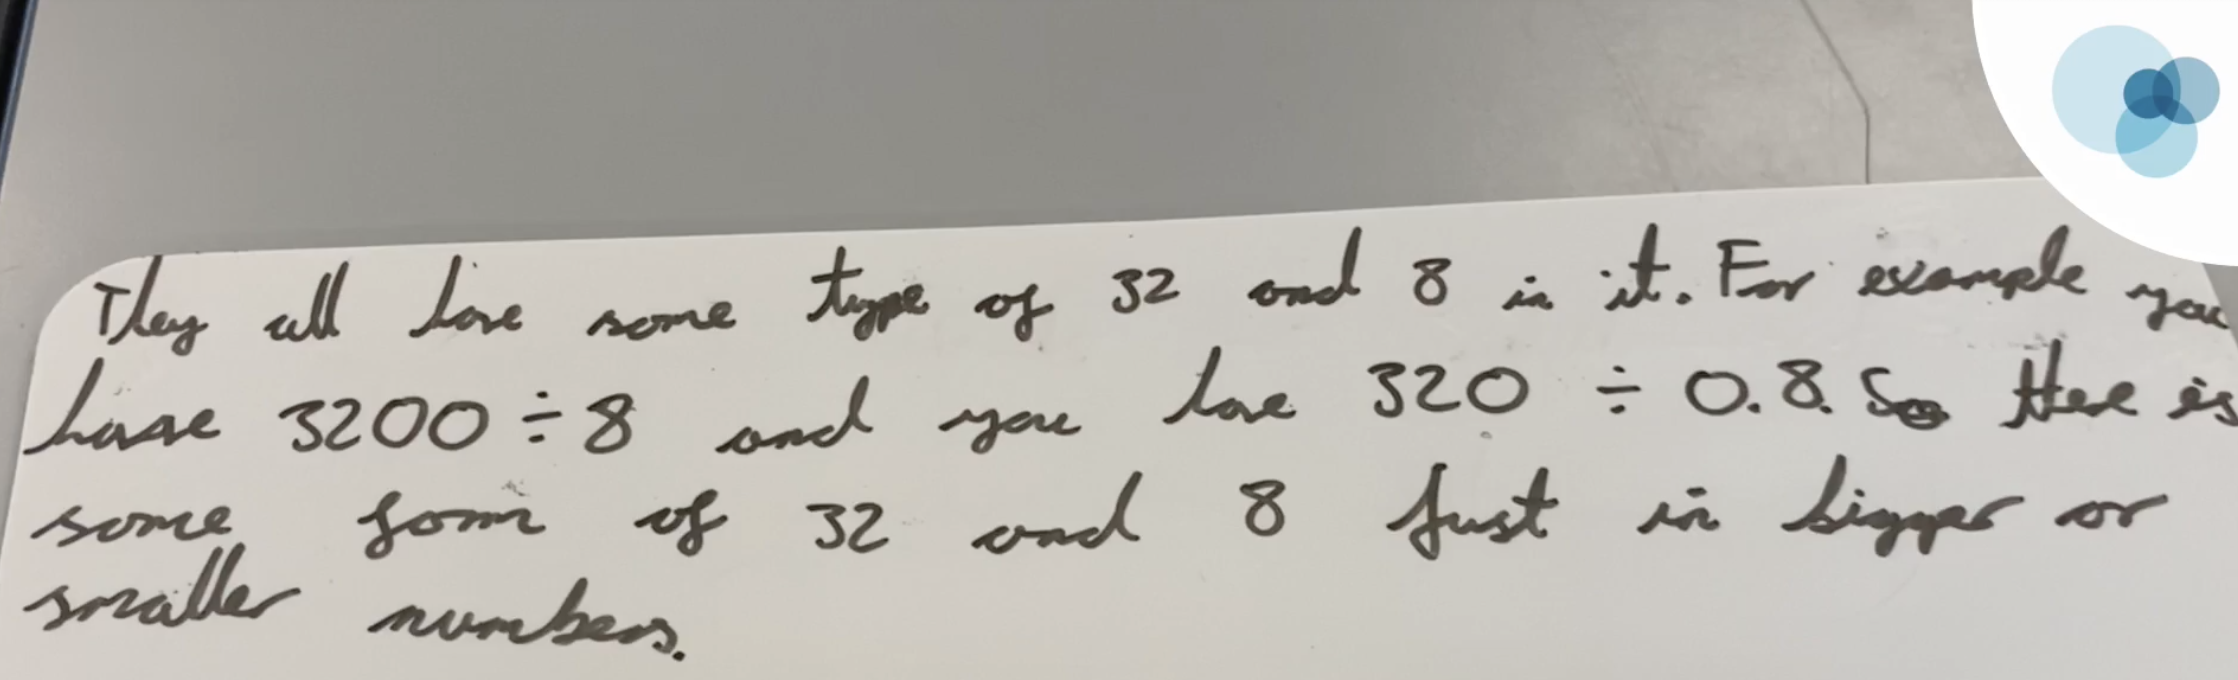 They all have some type of 32 and 8 in it. For example you
have 3200 ÷ 8 and you have 320 ÷ 0.8. So there is
some form of 32 and 8 just in bigger or
smaller numbers.